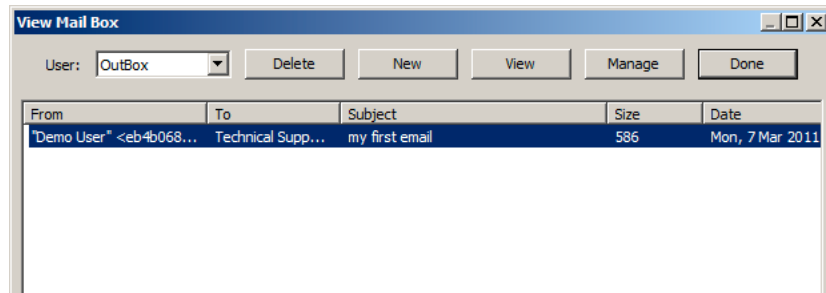 View Mail Box
User: OutBox Delete New View Manage Done
From To Subject Size Date
"Demo User" <eb4b068... Technical Supp... my first email 586 Mon, 7 Mar 2011